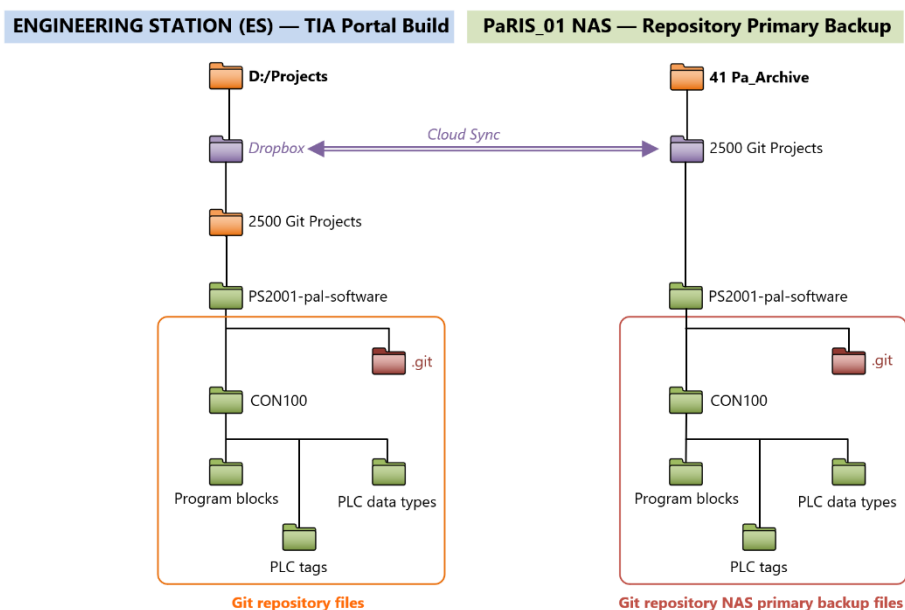 ENGINEERING STATION (ES) — TIA Portal Build
PaRIS_01 NAS — Repository Primary Backup
D:/Projects
41 Pa_Archive
Dropbox
Cloud Sync
2500 Git Projects
2500 Git Projects
PS2001-pal-software
PS2001-pal-software
.git
.git
CON100
CON100
Program blocks
PLC data types
Program blocks
PLC data types
PLC tags
PLC tags
Git repository files
Git repository NAS primary backup files